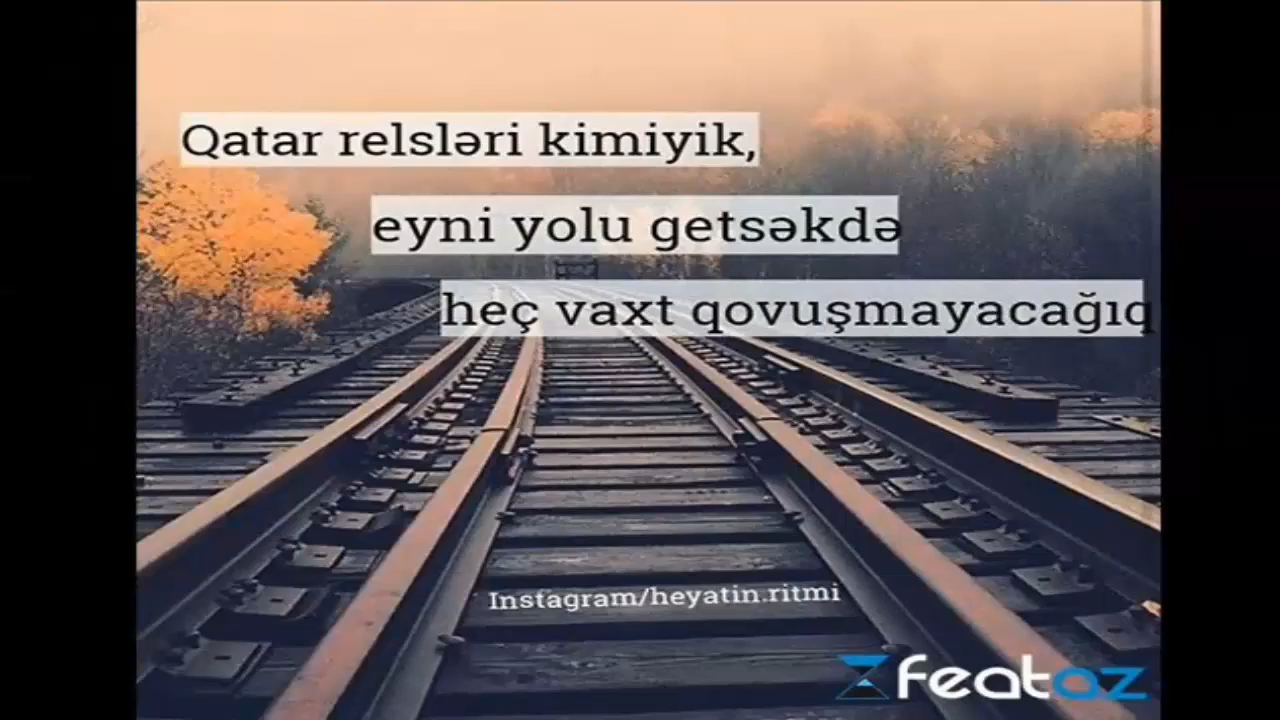 Qatar relsləri kimiyik,
eyni yolu getsəkdə
heç vaxt qovuşmayacağıq
Instagram/heyatin.ritmi
feataz